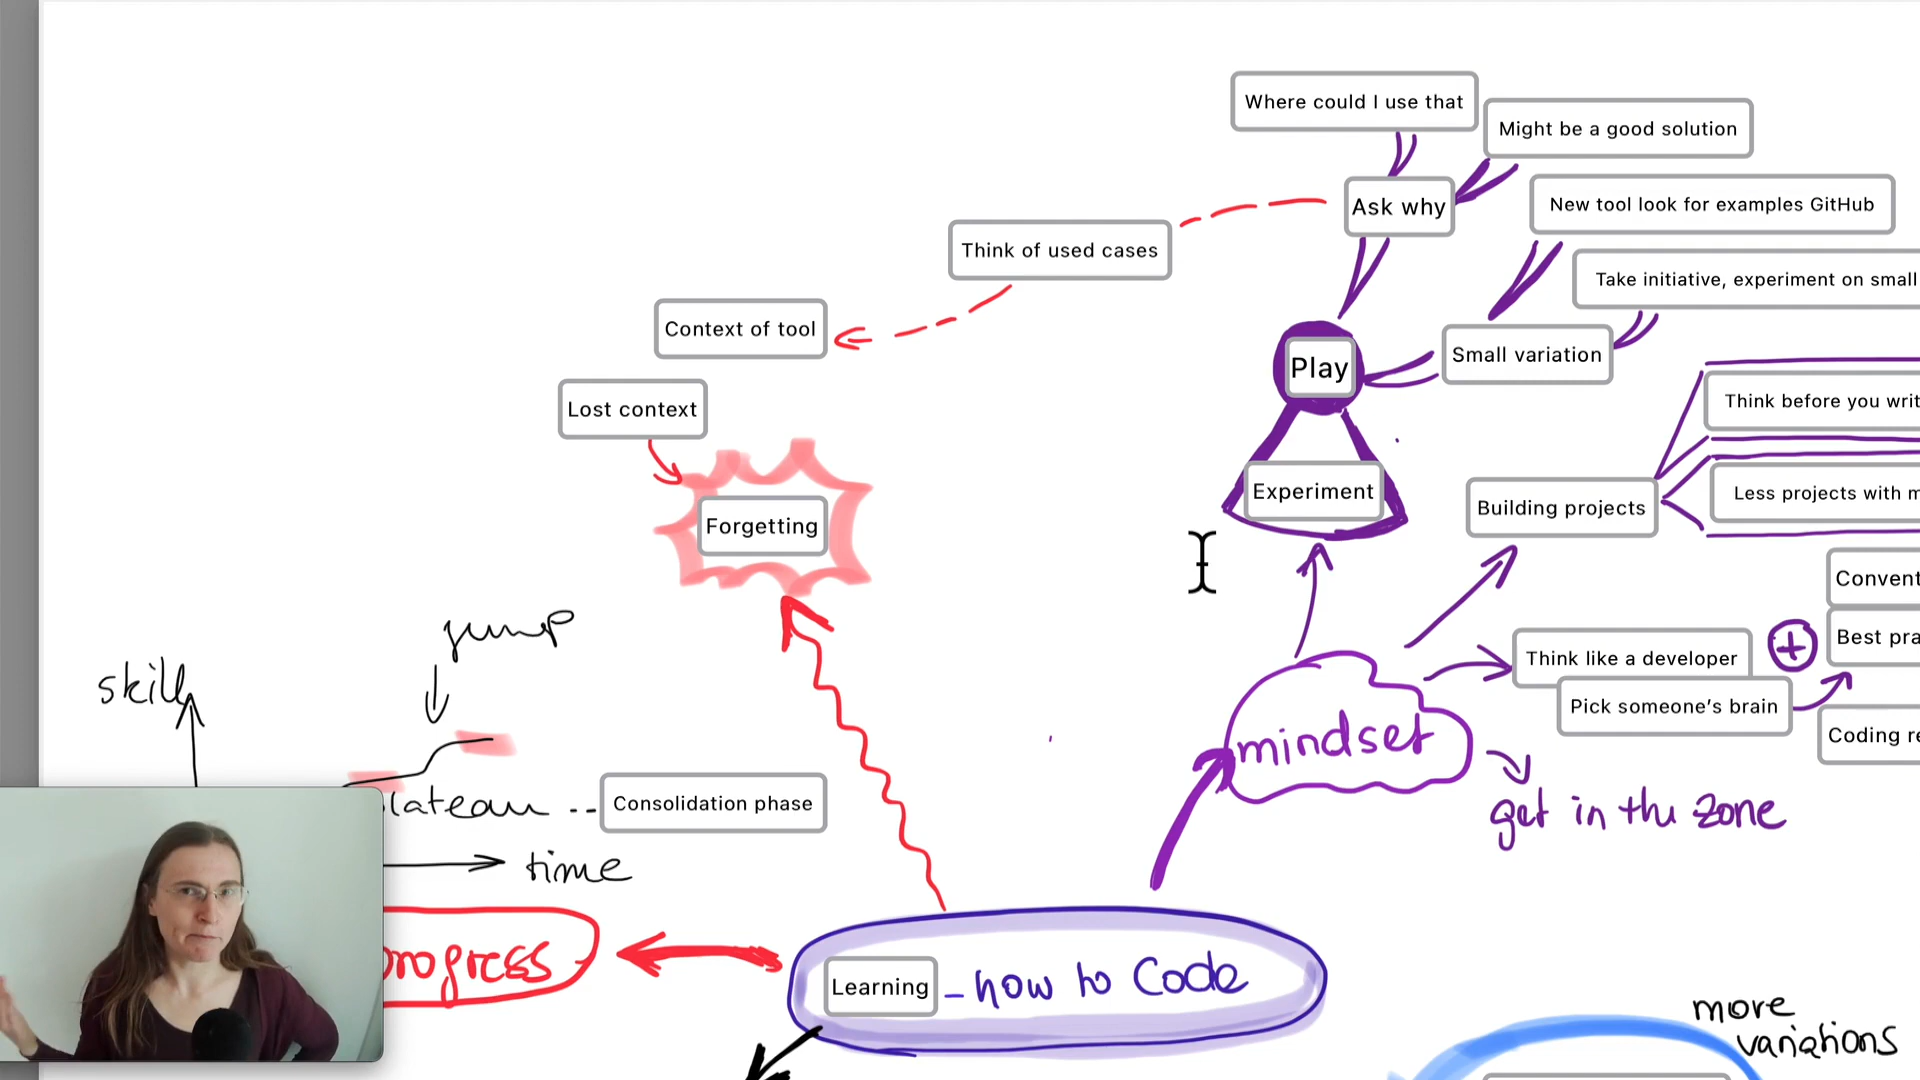 Where could I use that
Might be a good solution
Ask why
New tool look for examples GitHub
Think of used cases
Take initiative, experiment on small
Context of tool
Small variation
Play
Lost context
Think before you writ
Experiment
Less projects with m
Building projects
Forgetting
Convent
jump
Best pra
Think like a developer
skill
Pick someone's brain
Coding re
mindset
get in the zone
plateau -- Consolidation phase
time
progress
Learning - how to Code
more
variations